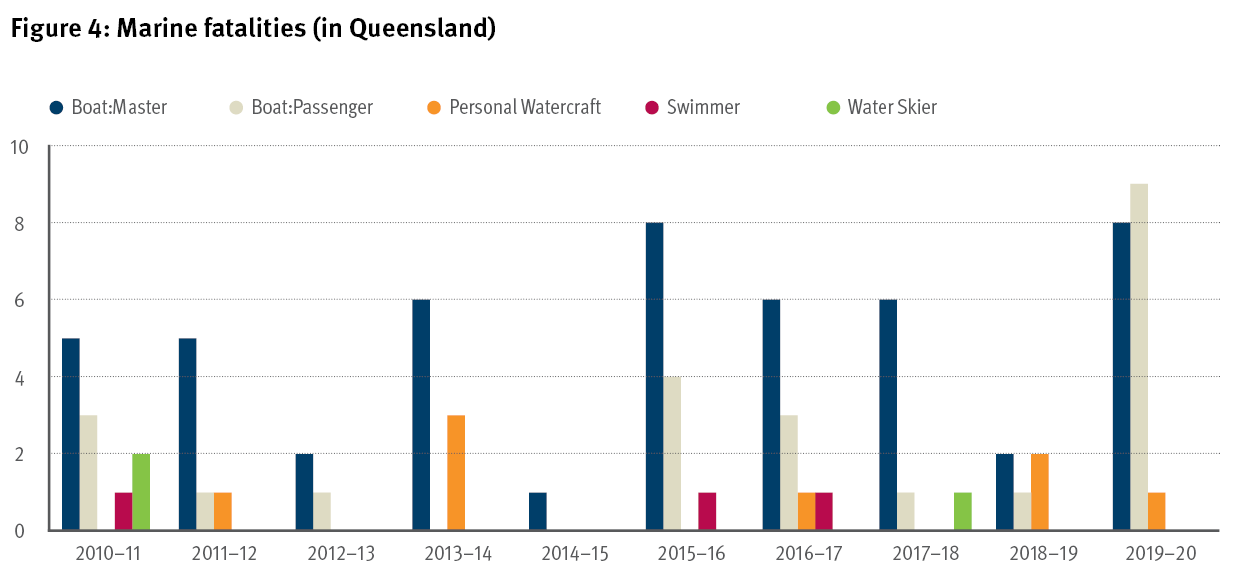 Figure 4: Marine fatalities (in Queensland)
Boat:Master Boat:Passenger Personal Watercraft Swimmer Water Skier
10
8
6
4
2
0
2010–11 2011–12 2012–13 2013–14 2014–15 2015–16 2016–17 2017–18 2018–19 2019–20